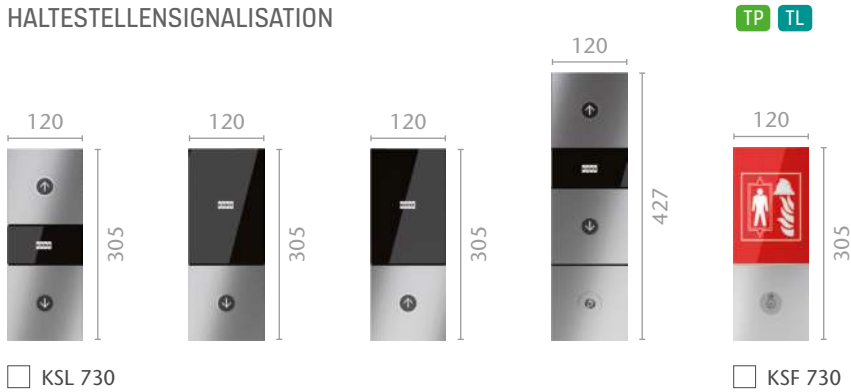 HALTESTELLENSIGNALISATION
TP TL
120
120 120 120 120
305 305 305 427 305
KSL 730 KSF 730